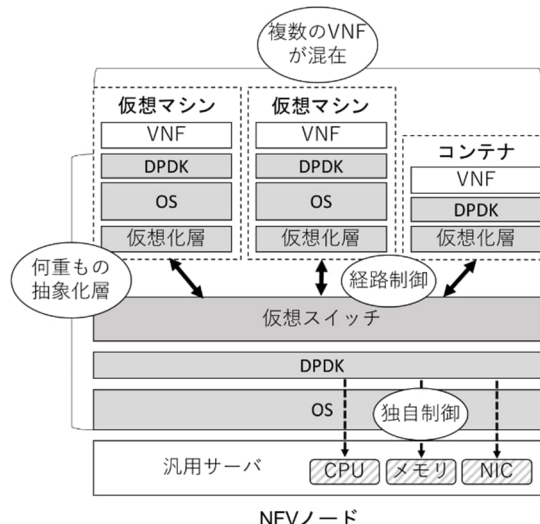 複数のVNF
が混在
仮想マシン
VNF
DPDK
OS
仮想化層
仮想マシン
VNF
DPDK
OS
仮想化層
コンテナ
VNF
DPDK
仮想化層
何重もの
抽象化層
経路制御
仮想スイッチ
DPDK
OS
独自制御
汎用サーバ
CPU
メモリ
NIC
NFVノード